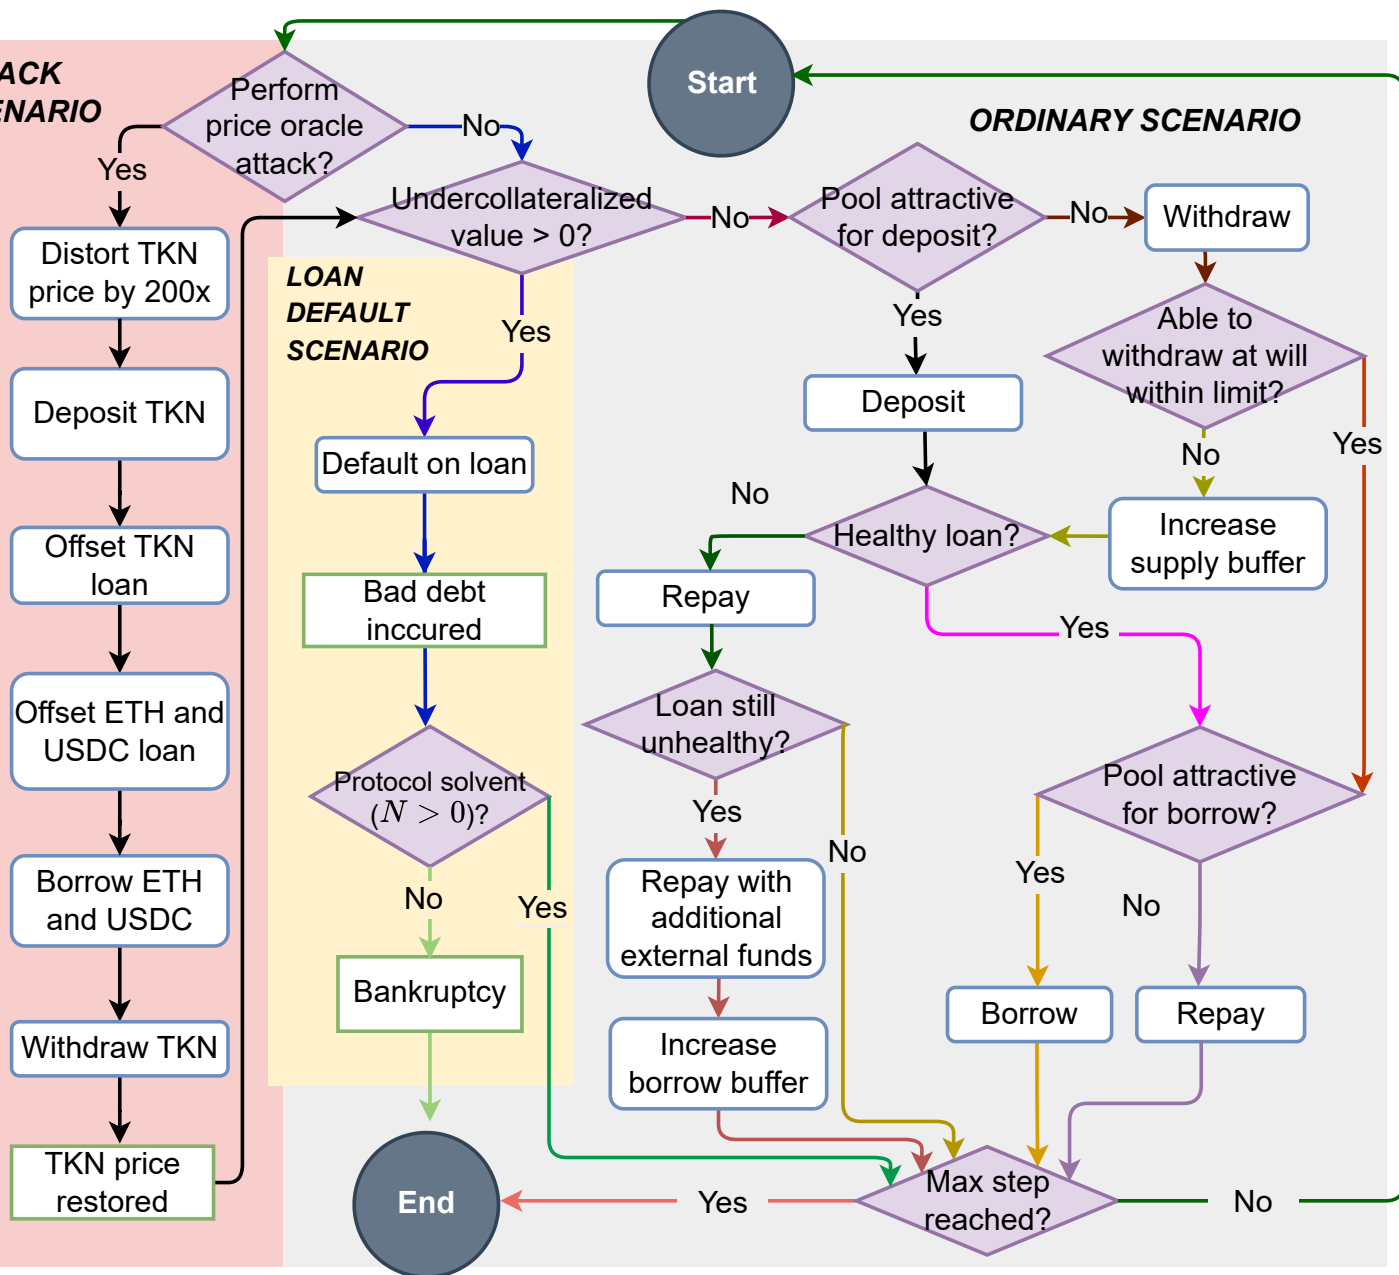 ACK
ENARIO
Start
ORDINARY SCENARIO
Perform
price oracle
attack?
No
Yes
Undercollateralized
value > 0?
No
Pool attractive
for deposit?
No
Withdraw
Distort TKN
price by 200x
LOAN
DEFAULT
SCENARIO
Yes
Yes
Able to
withdraw at will
within limit?
Deposit TKN
Deposit
Yes
No
Default on loan
No
Offset TKN
loan
Healthy loan?
Increase
supply buffer
Bad debt
inccured
Repay
Yes
Offset ETH and
USDC loan
Loan still
unhealthy?
Protocol solvent
(N > 0)?
Yes
Pool attractive
for borrow?
No
Yes
Borrow ETH
and USDC
No
Yes
Repay with
additional
external funds
No
Bankruptcy
Borrow
Repay
Withdraw TKN
Increase
borrow buffer
TKN price
restored
End
Yes
Max step
reached?
No